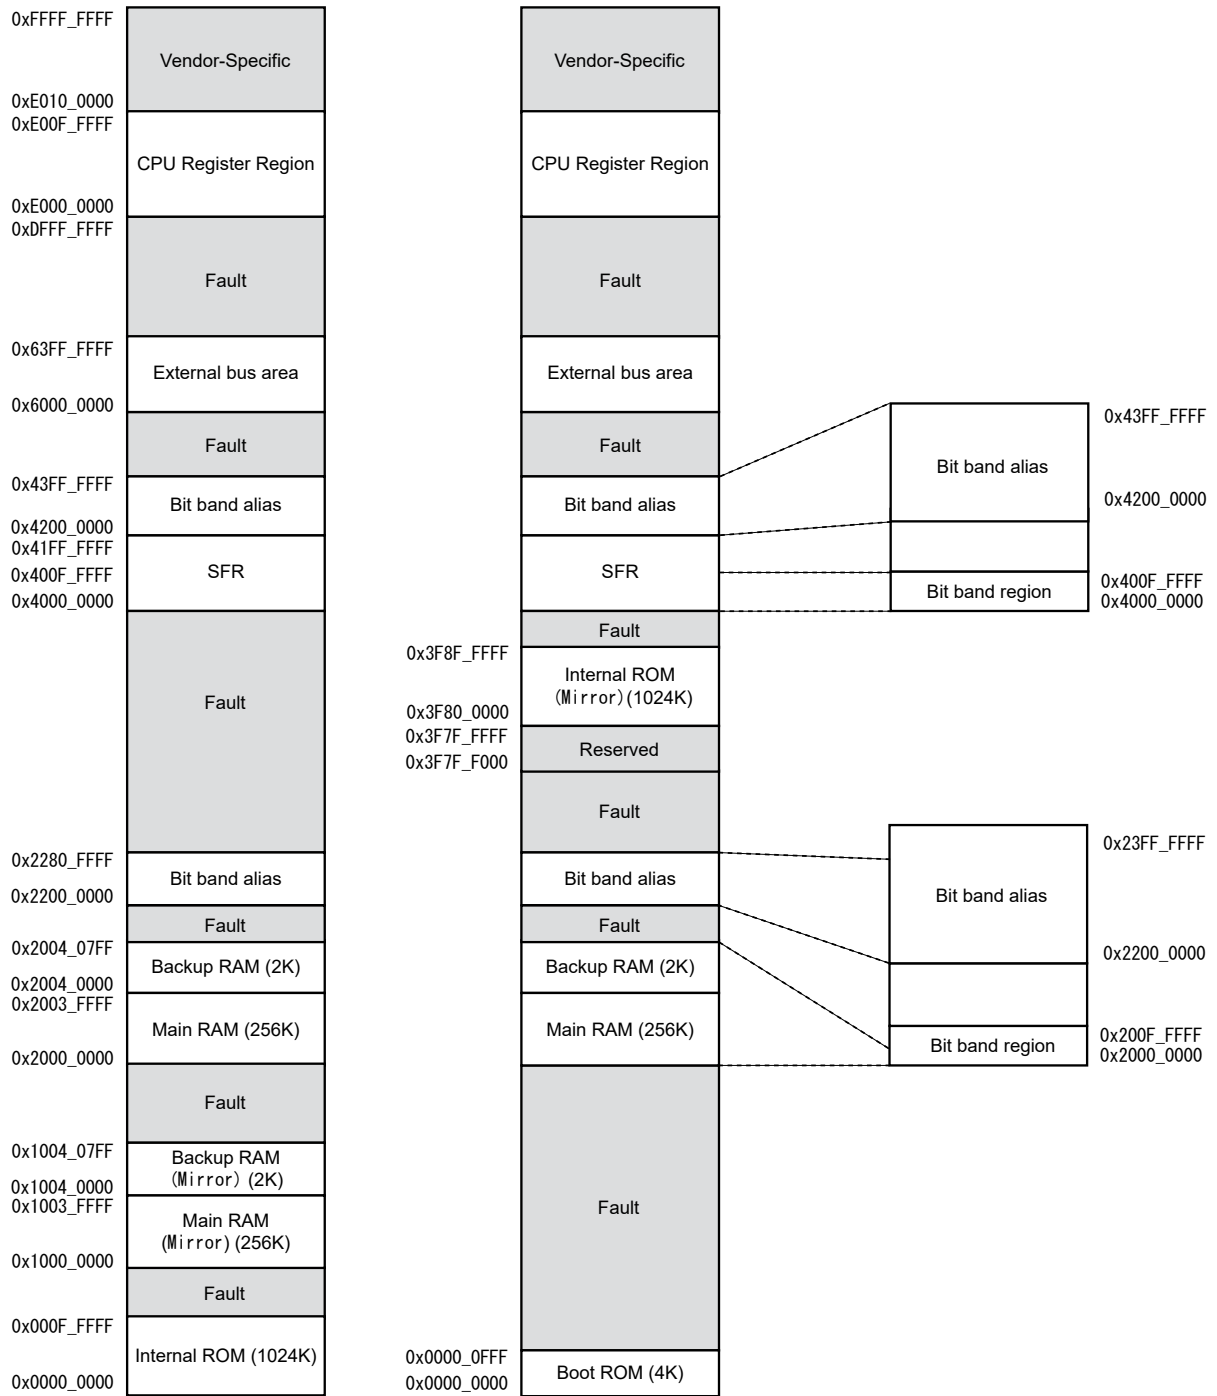 0xFFFF_FFFF
Vendor-Specific
0xE010_0000
0xE00F_FFFF
CPU Register Region
0xE000_0000
0xDFFF_FFFF
Fault
0x63FF_FFFF
External bus area
0x6000_0000
Fault
0x43FF_FFFF
Bit band alias
0x4200_0000
0x41FF_FFFF
SFR
0x400F_FFFF
0x4000_0000
Fault
0x2280_FFFF
Bit band alias
0x2200_0000
Fault
0x2004_07FF
Backup RAM (2K)
0x2004_0000
0x2003_FFFF
Main RAM (256K)
0x2000_0000
Fault
0x1004_07FF
Backup RAM
(Mirror) (2K)
0x1004_0000
0x1003_FFFF
Main RAM
(Mirror) (256K)
0x1000_0000
Fault
0x000F_FFFF
Internal ROM (1024K)
0x0000_0000
Vendor-Specific
CPU Register Region
Fault
External bus area
Fault
Bit band alias
SFR
Fault
0x3F8F_FFFF
Internal ROM
(Mirror) (1024K)
0x3F80_0000
0x3F7F_FFFF
Reserved
0x3F7F_F000
Fault
Bit band alias
Fault
Backup RAM (2K)
Main RAM (256K)
Fault
0x0000_0FFF
Boot ROM (4K)
0x0000_0000
0x43FF_FFFF
Bit band alias
0x4200_0000
0x400F_FFFF
Bit band region
0x4000_0000
0x23FF_FFFF
Bit band alias
0x2200_0000
0x200F_FFFF
Bit band region
0x2000_0000